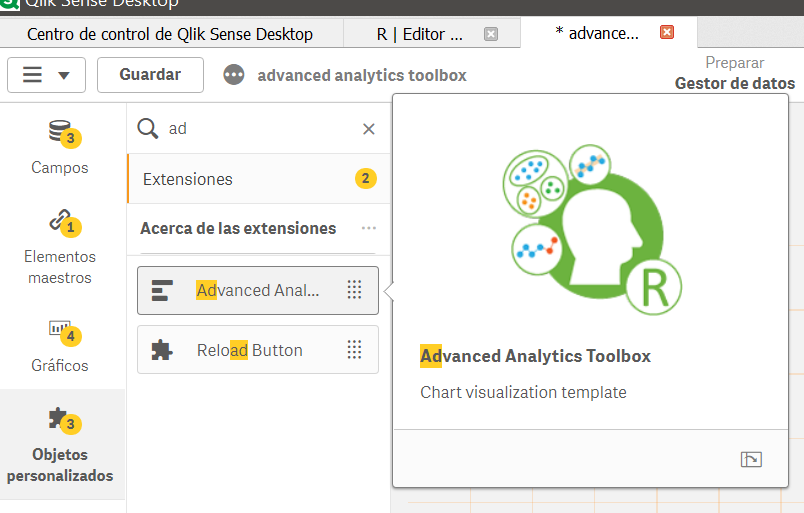 Qlik Sense Desktop
Centro de control de Qlik Sense Desktop
R | Editor ...
* advance...
Guardar
advanced analytics toolbox
Preparar
Gestor de datos
3
Campos
1
Elementos
maestros
4
Gráficos
3
Objetos
personalizados
ad
Extensiones
2
Acerca de las extensiones
Advanced Anal...
Reload Button
R
Advanced Analytics Toolbox
Chart visualization template